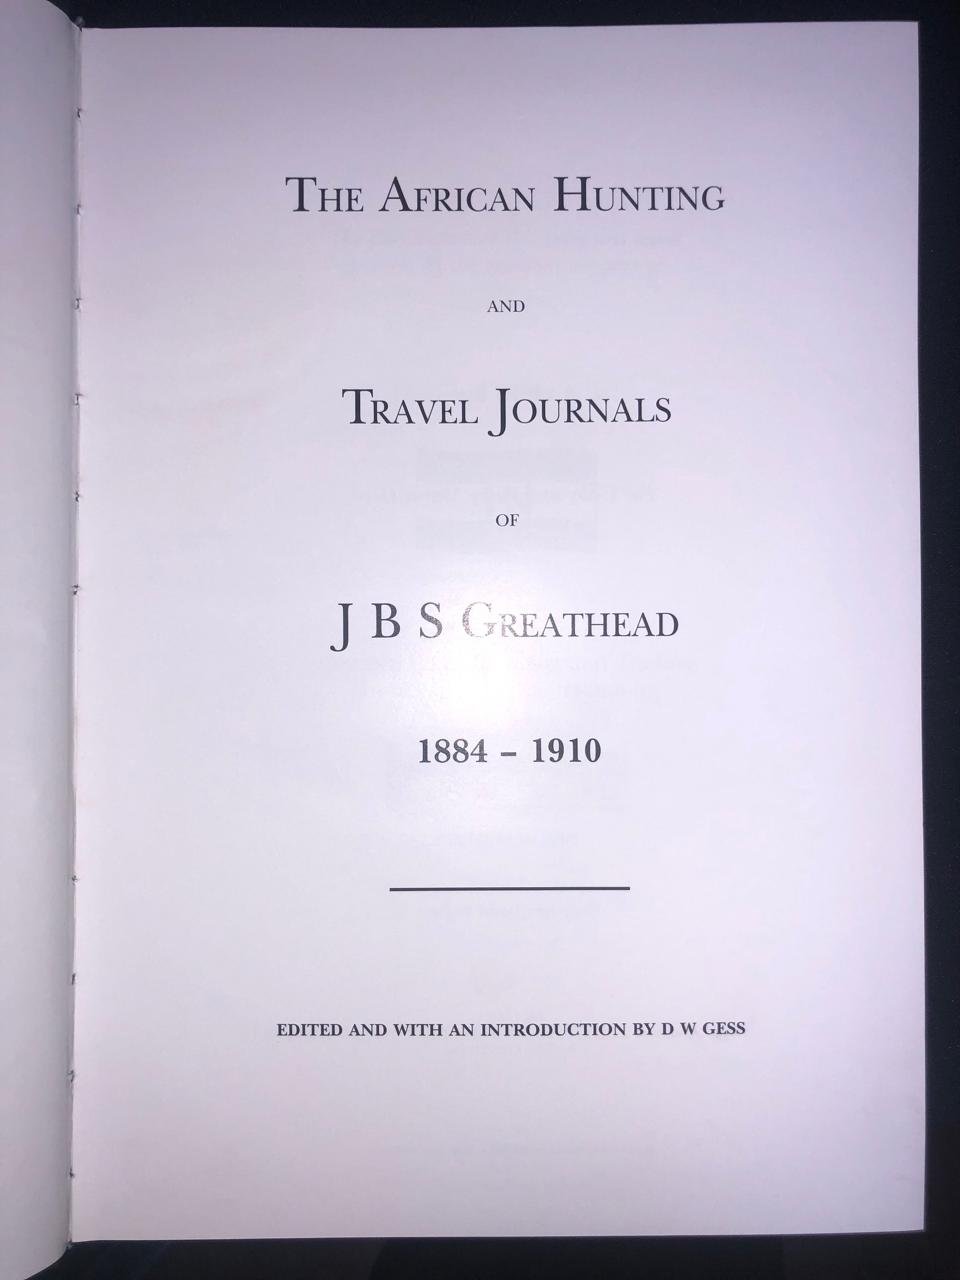 THE AFRICAN HUNTING
AND
TRAVEL JOURNALS
OF
J B S GREATHEAD
1884 – 1910
EDITED AND WITH AN INTRODUCTION BY D W GESS